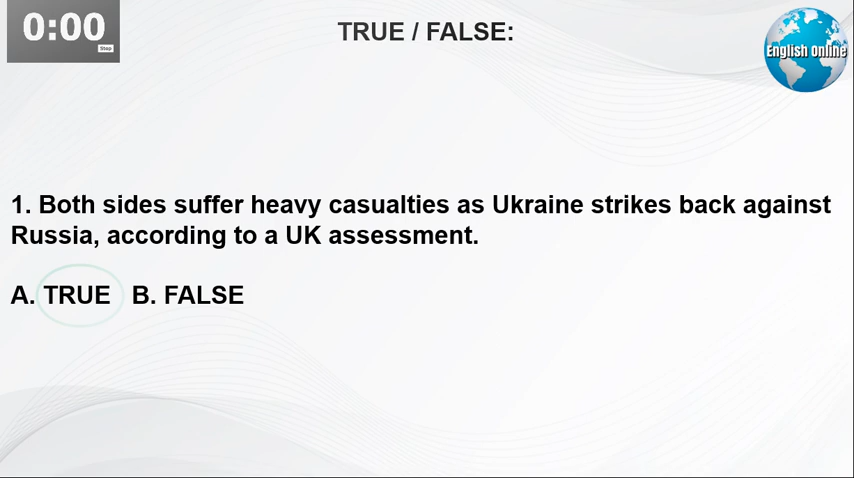 0:00
Stop
TRUE / FALSE:
English Online
1. Both sides suffer heavy casualties as Ukraine strikes back against
Russia, according to a UK assessment.
A. TRUE B. FALSE